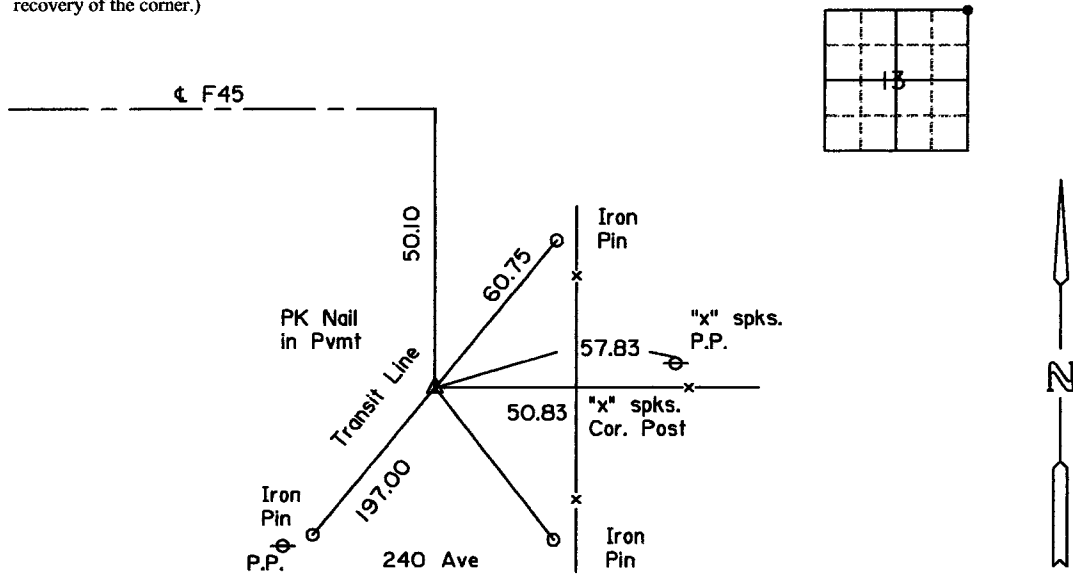 recovery of the corner.)
13
℄ F45
50.10
Iron
Pin
60.75
PK Nail
in Pvmt
"x" spks.
P.P.
57.83
Transit Line
N
50.83
"x" spks.
Cor. Post
197.00
Iron
Pin
P.P.
240 Ave
Iron
Pin